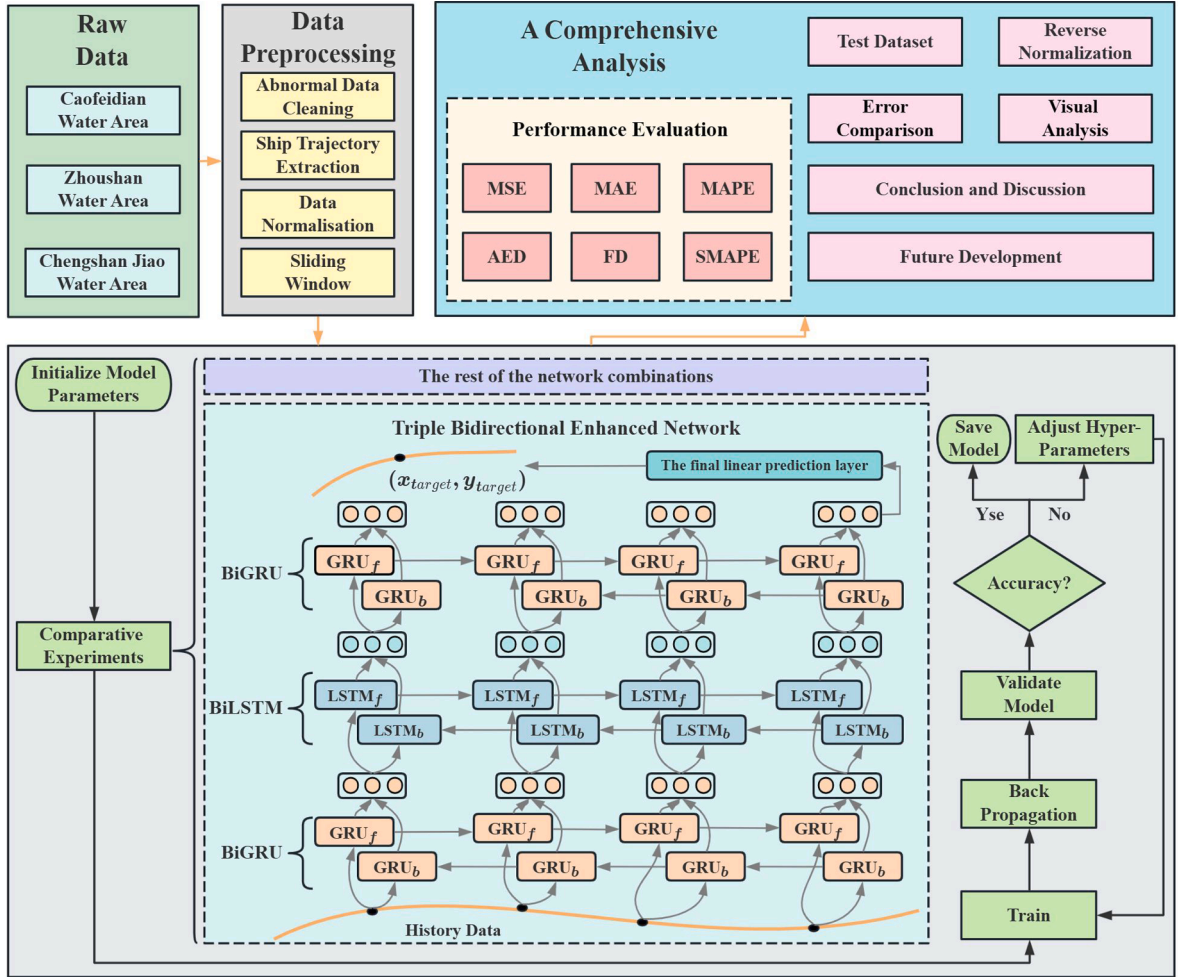 Raw
Data
Caofeidian
Water Area
Zhoushan
Water Area
Chengshan Jiao
Water Area
Data
Preprocessing
Abnormal Data
Cleaning
Ship Trajectory
Extraction
Data
Normalisation
Sliding
Window
A Comprehensive
Analysis
Performance Evaluation
MSE
MAE
MAPE
AED
FD
SMAPE
Test Dataset
Reverse
Normalization
Error
Comparison
Visual
Analysis
Conclusion and Discussion
Future Development
Initialize Model
Parameters
Comparative
Experiments
The rest of the network combinations
Triple Bidirectional Enhanced Network
(x_target, y_target)
The final linear prediction layer
BiGRU
GRU_f
GRU_f
GRU_f
GRU_f
GRU_b
GRU_b
GRU_b
GRU_b
BiLSTM
LSTM_f
LSTM_f
LSTM_f
LSTM_f
LSTM_b
LSTM_b
LSTM_b
LSTM_b
BiGRU
GRU_f
GRU_f
GRU_f
GRU_f
GRU_b
GRU_b
GRU_b
GRU_b
History Data
Save
Model
Adjust Hyper-
Parameters
Yse
No
Accuracy?
Validate
Model
Back
Propagation
Train